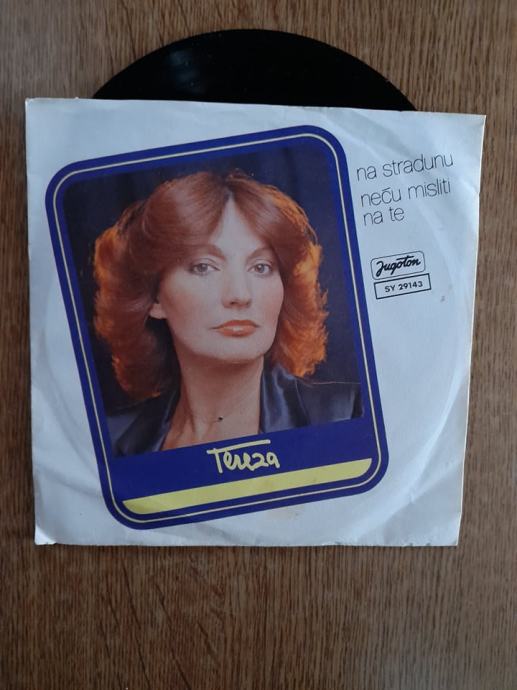 na stradunu
neću misliti
na te
Jugoton
SY 29143
Tereza